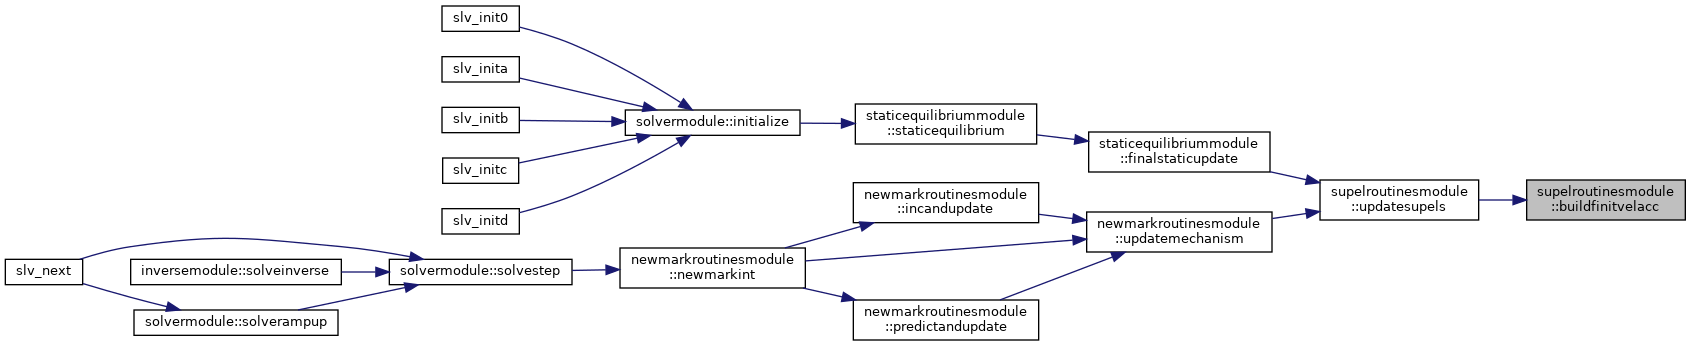 slv_init0
slv_inita
slv_initb
slv_initc
slv_initd
solvermodule::initialize
staticequilibriummodule
::staticequilibrium
staticequilibriummodule
::finalstaticupdate
supelroutinesmodule
::updatesupels
supelroutinesmodule
::buildfinitvelacc
newmarkroutinesmodule
::incandupdate
newmarkroutinesmodule
::updatemechanism
newmarkroutinesmodule
::newmarkint
newmarkroutinesmodule
::predictandupdate
slv_next
inversemodule::solveinverse
solvermodule::solvestep
solvermodule::solverampup